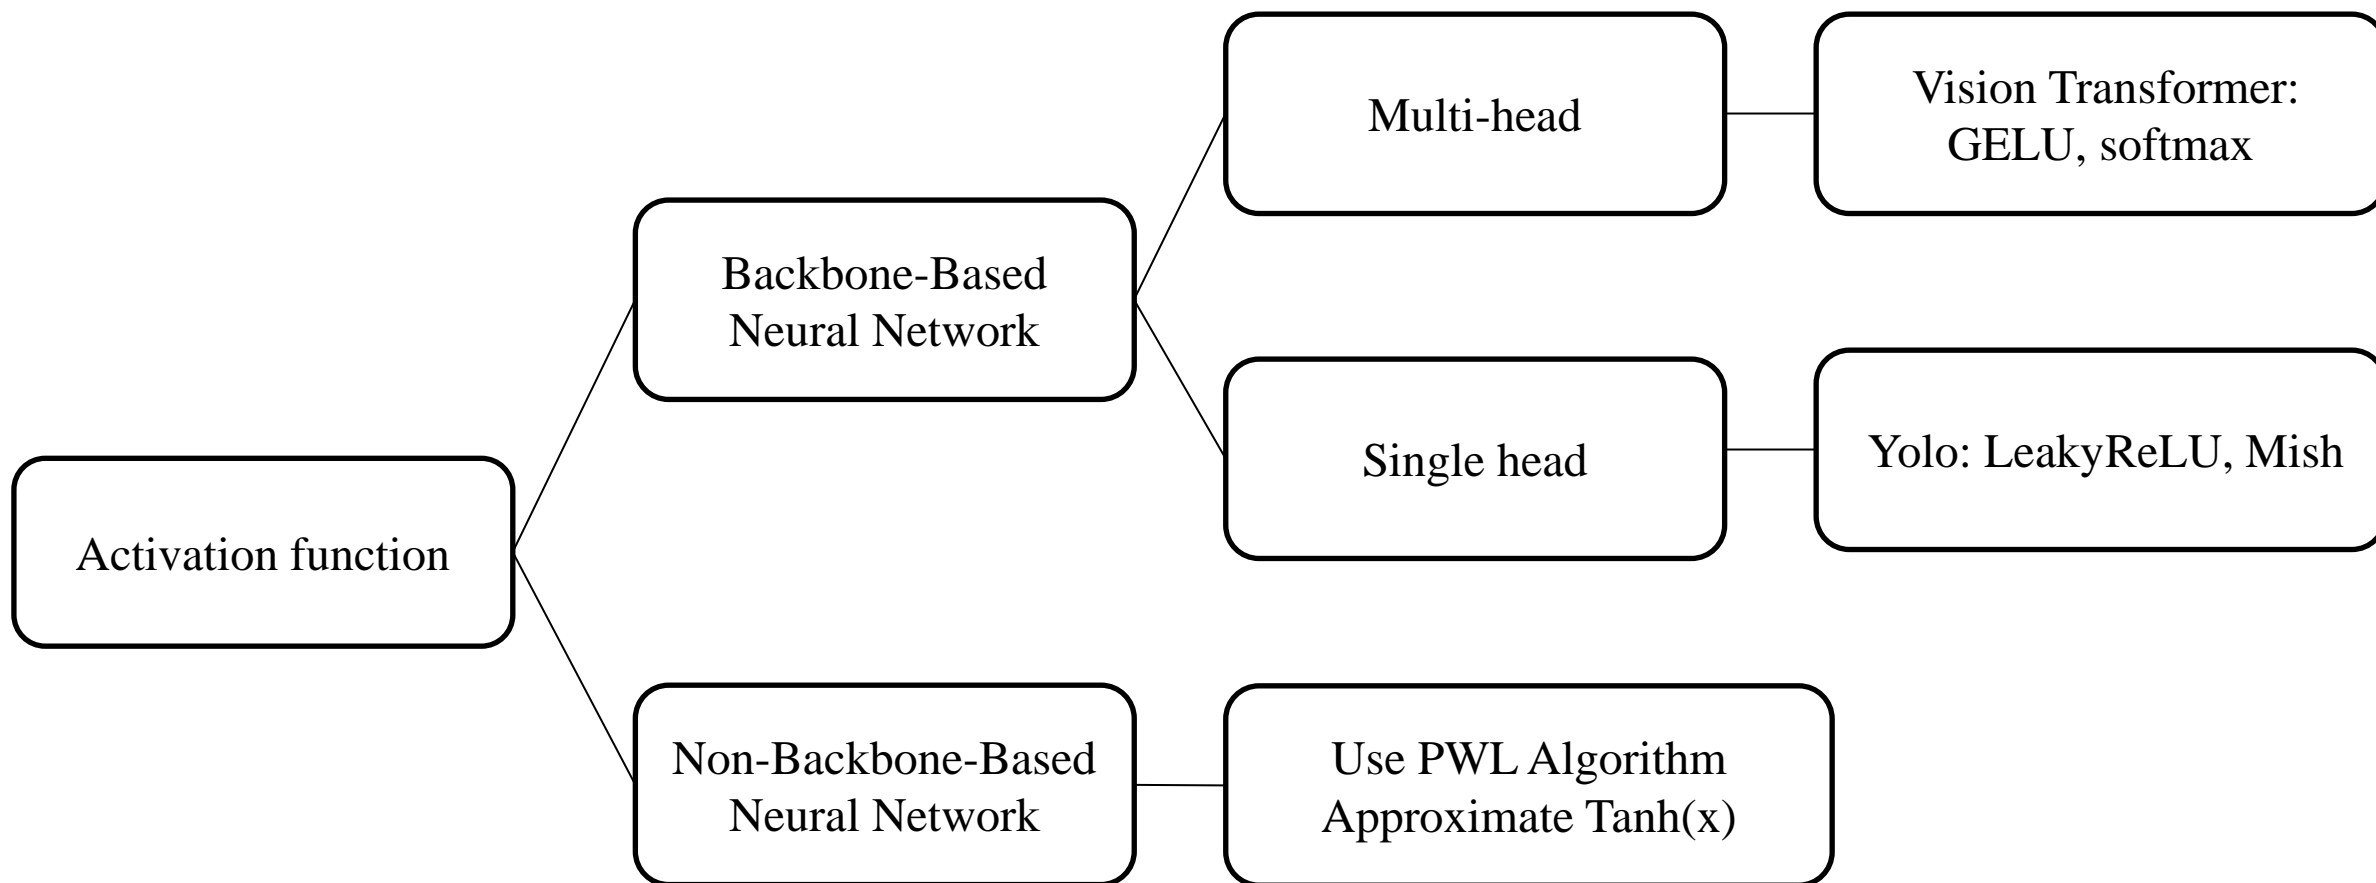 Multi-head
Vision Transformer:
GELU, softmax
Backbone-Based
Neural Network
Single head
Yolo: LeakyReLU, Mish
Activation function
Non-Backbone-Based
Neural Network
Use PWL Algorithm
Approximate Tanh(x)